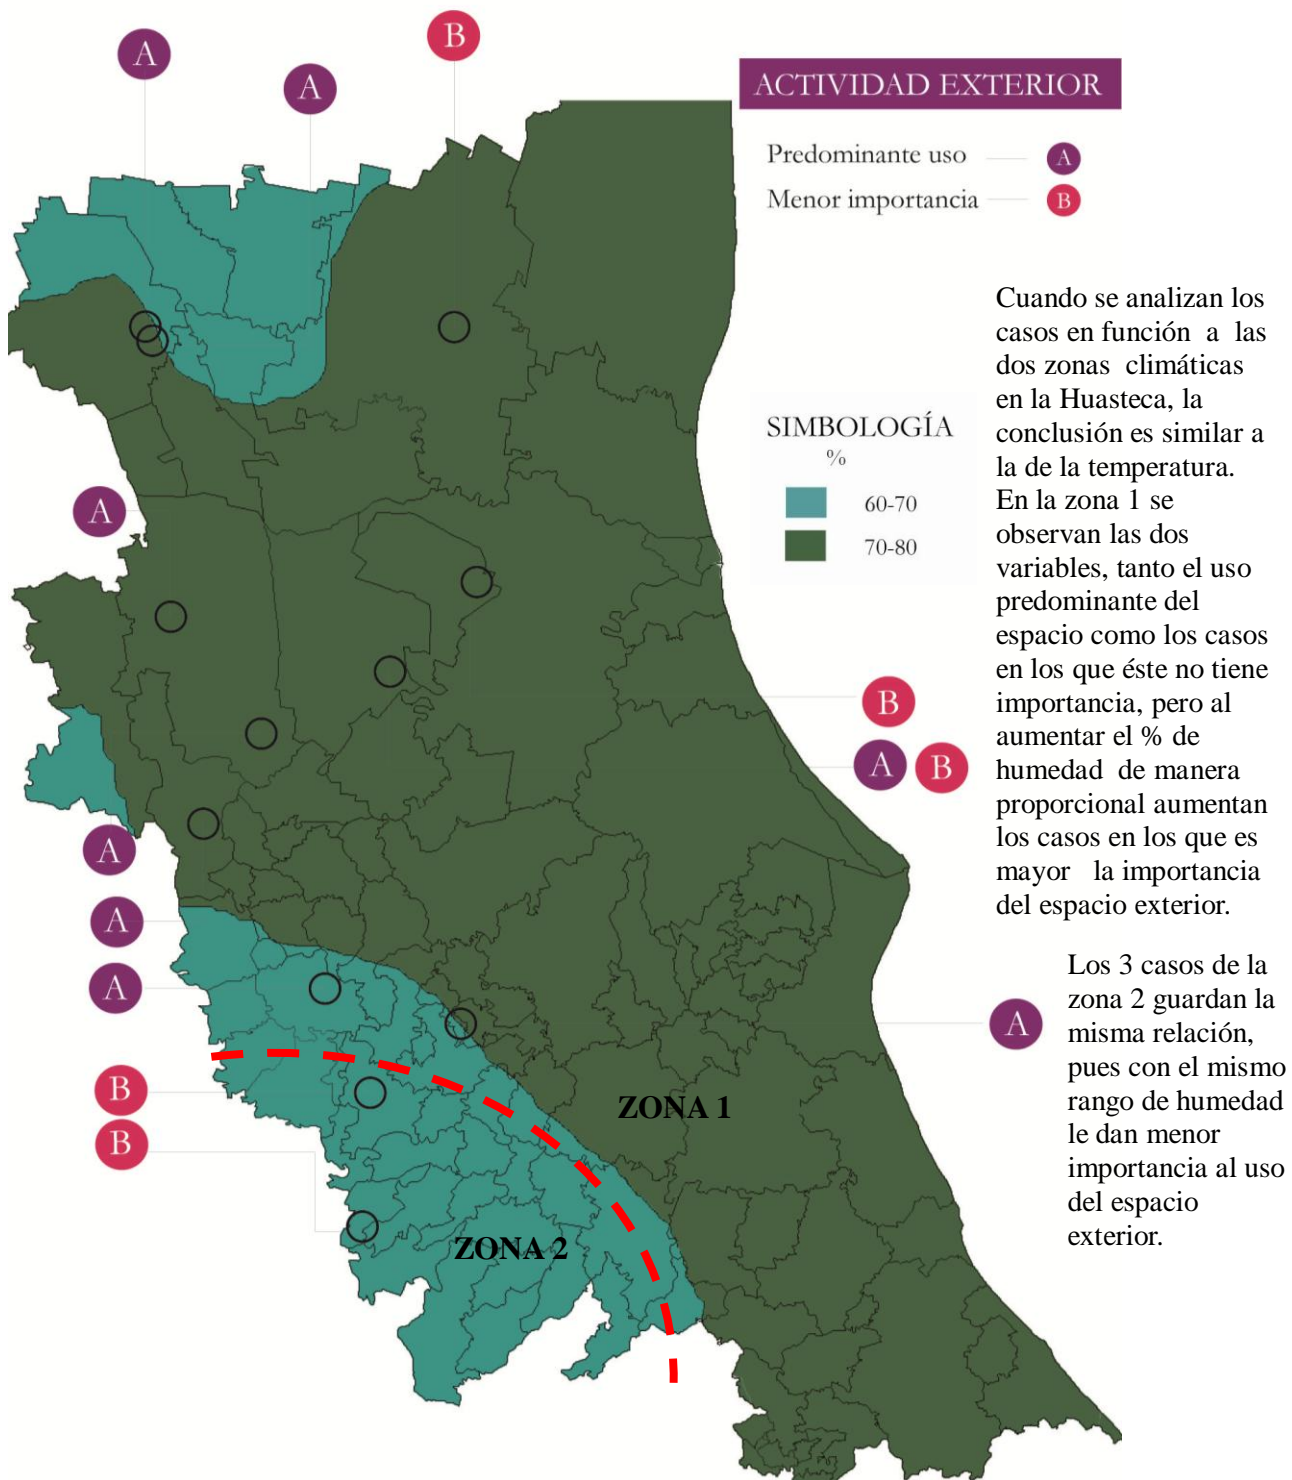 A
A
B
ACTIVIDAD EXTERIOR
Predominante uso A
Menor importancia B
Cuando se analizan los
casos en función a las
dos zonas climáticas
en la Huasteca, la
conclusión es similar a
la de la temperatura.
En la zona 1 se
observan las dos
variables, tanto el uso
predominante del
espacio como los casos
en los que éste no tiene
importancia, pero al
aumentar el % de
humedad de manera
proporcional aumentan
los casos en los que es
mayor la importancia
del espacio exterior.
SIMBOLOGÍA
%
60-70
70-80
A
B
A B
A
A
A
Los 3 casos de la
zona 2 guardan la
misma relación,
pues con el mismo
rango de humedad
le dan menor
importancia al uso
del espacio
exterior.
A
B
B
ZONA 1
ZONA 2